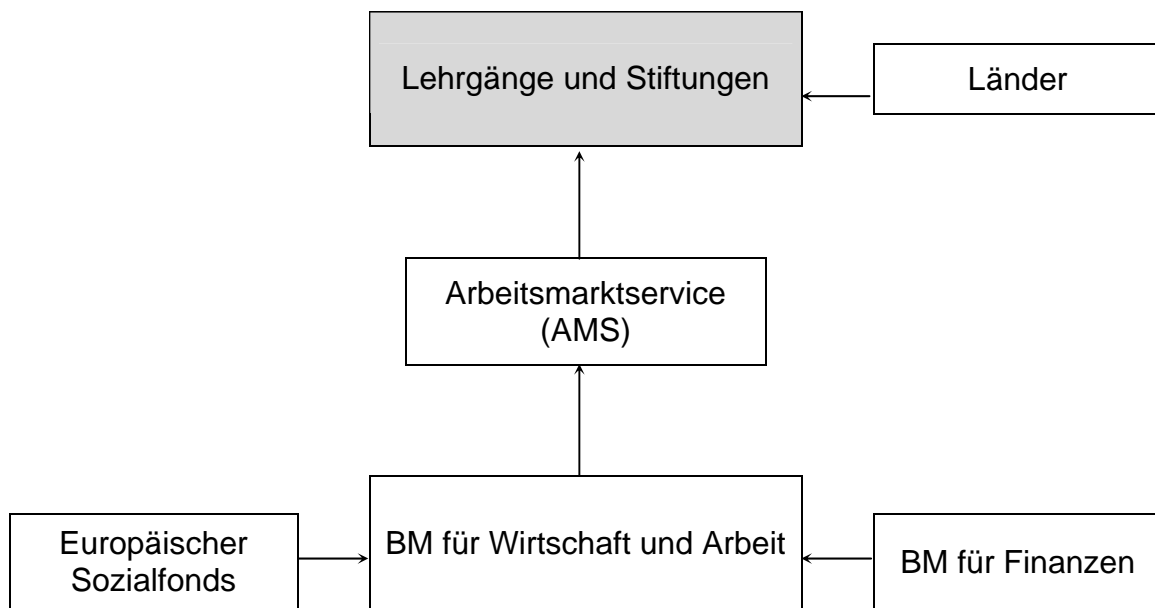 Lehrgänge und Stiftungen
Länder
Arbeitsmarktservice
(AMS)
Europäischer
Sozialfonds
BM für Wirtschaft und Arbeit
BM für Finanzen